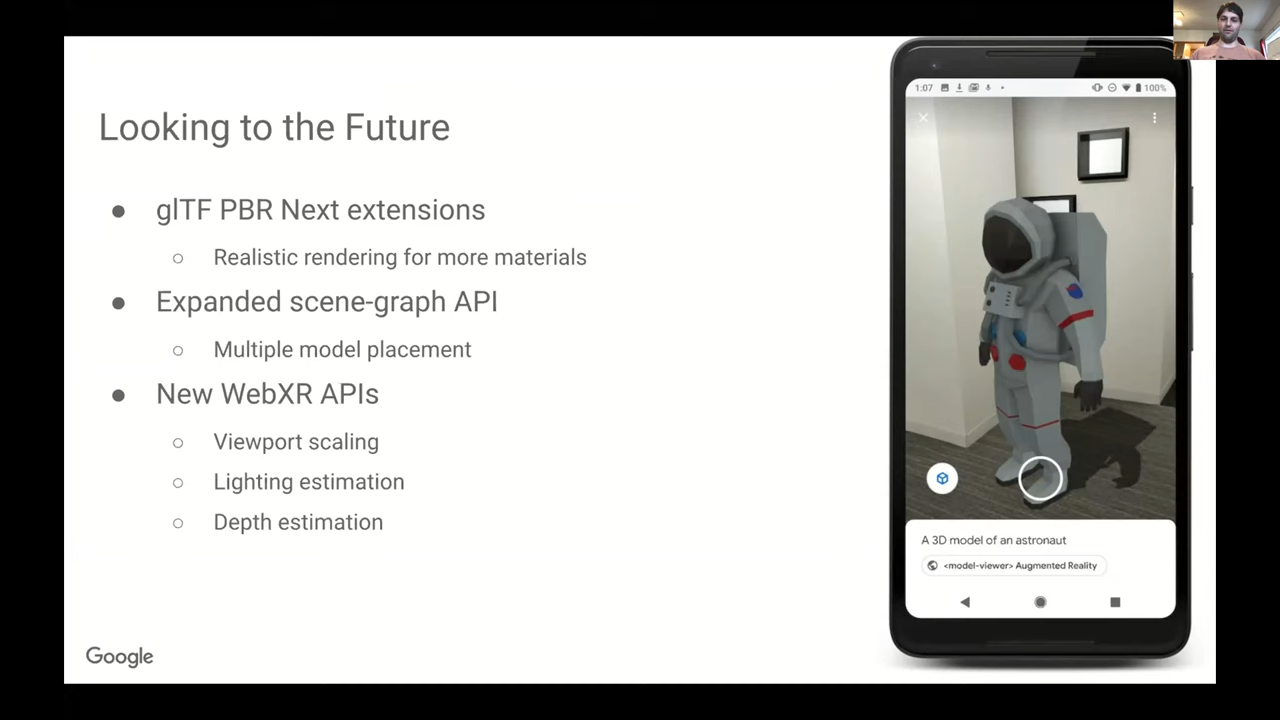 Looking to the Future
● glTF PBR Next extensions
○ Realistic rendering for more materials
● Expanded scene-graph API
○ Multiple model placement
● New WebXR APIs
○ Viewport scaling
○ Lighting estimation
○ Depth estimation
Google
1:07 100%
A 3D model of an astronaut
<model-viewer> Augmented Reality